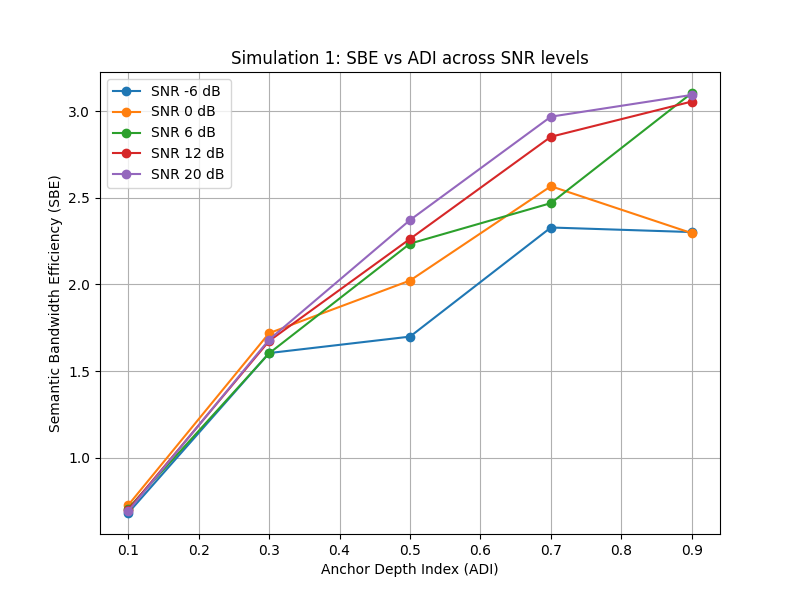 Simulation 1: SBE vs ADI across SNR levels
SNR -6 dB
SNR 0 dB
SNR 6 dB
SNR 12 dB
SNR 20 dB
3.0
2.5
2.0
1.5
1.0
Semantic Bandwidth Efficiency (SBE)
0.1 0.2 0.3 0.4 0.5 0.6 0.7 0.8 0.9
Anchor Depth Index (ADI)